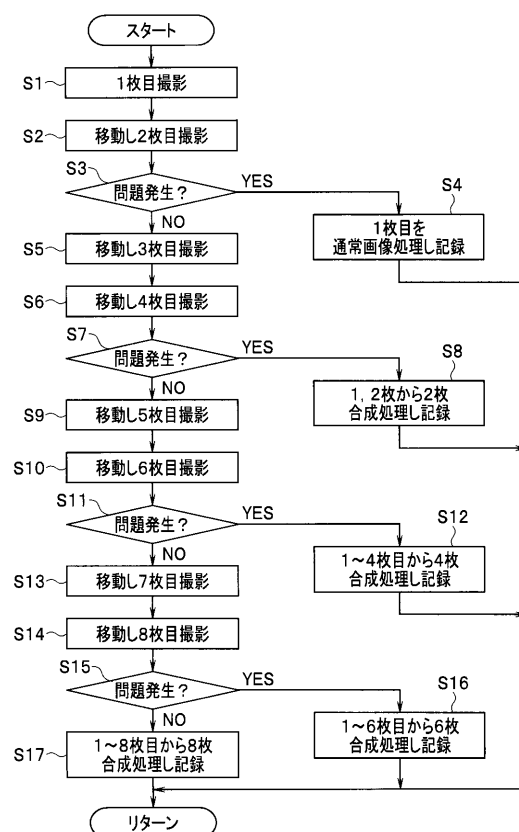 スタート
S1
1枚目撮影
S2
移動し2枚目撮影
S3
問題発生?
YES
NO
S4
1枚目を
通常画像処理し記録
S5
移動し3枚目撮影
S6
移動し4枚目撮影
S7
問題発生?
YES
NO
S8
1, 2枚から2枚
合成処理し記録
S9
移動し5枚目撮影
S10
移動し6枚目撮影
S11
問題発生?
YES
NO
S12
1~4枚目から4枚
合成処理し記録
S13
移動し7枚目撮影
S14
移動し8枚目撮影
S15
問題発生?
YES
NO
S16
1~6枚目から6枚
合成処理し記録
S17
1~8枚目から8枚
合成処理し記録
リターン